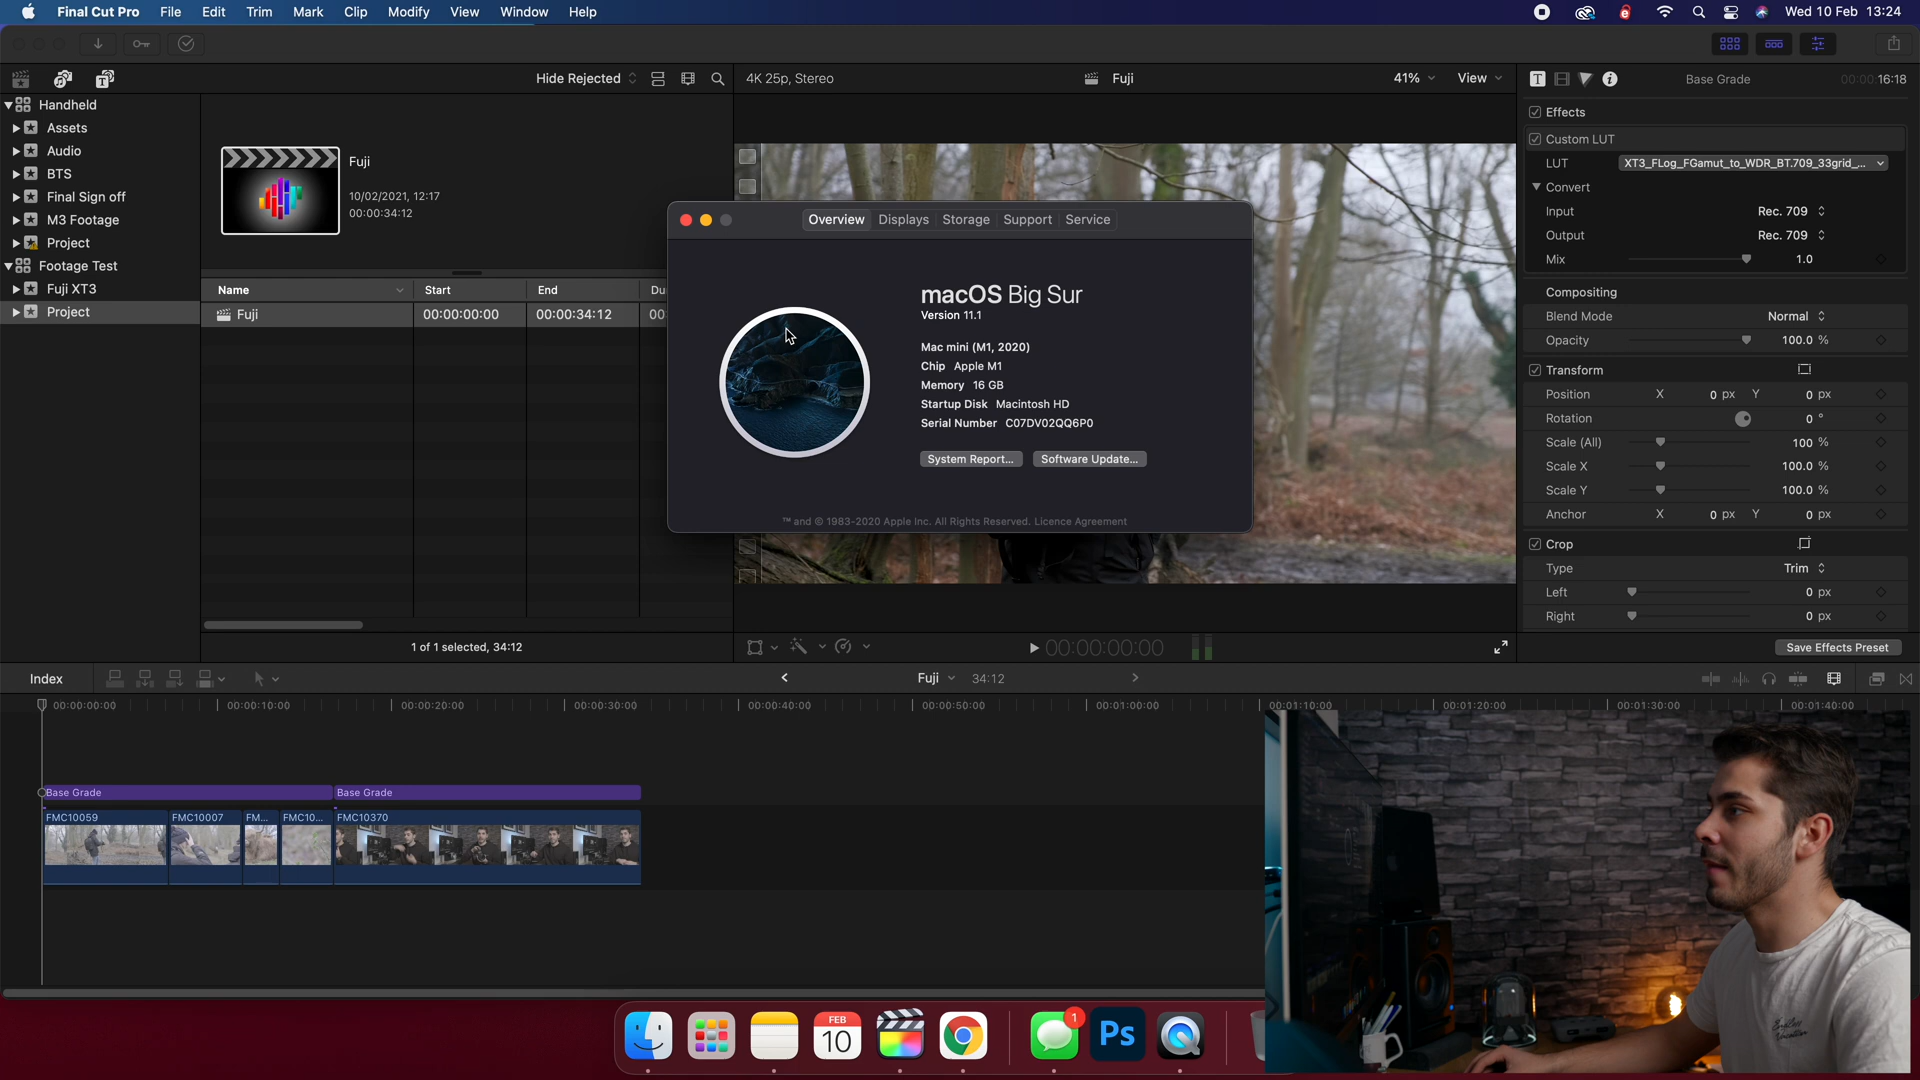 Final Cut Pro File Edit Trim Mark Clip Modify View Window Help
Wed 10 Feb 13:24
Hide Rejected
4K 25p, Stereo
Fuji
41%
View
Base Grade
00:00 16:18
Handheld
Assets
Audio
BTS
Final Sign off
M3 Footage
Project
Footage Test
Fuji XT3
Project
Fuji
10/02/2021, 12:17
00:00:34:12
Name Start End Du
Fuji 00:00:00:00 00:00:34:12 00:
1 of 1 selected, 34:12
Overview Displays Storage Support Service
macOS Big Sur
Version 11.1
Mac mini (M1, 2020)
Chip Apple M1
Memory 16 GB
Startup Disk Macintosh HD
Serial Number C07DV02QQ6P0
System Report... Software Update...
™ and © 1983-2020 Apple Inc. All Rights Reserved. Licence Agreement
00:00:00:00
Effects
Custom LUT
LUT XT3_FLog_FGamut_to_WDR_BT.709_33grid_...
Convert
Input Rec. 709
Output Rec. 709
Mix 1.0
Compositing
Blend Mode Normal
Opacity 100.0 %
Transform
Position X 0 px Y 0 px
Rotation 0 °
Scale (All) 100 %
Scale X 100.0 %
Scale Y 100.0 %
Anchor X 0 px Y 0 px
Crop
Type Trim
Left 0 px
Right 0 px
Save Effects Preset
Index
Fuji 34:12
00:00:00:00 00:00:10:00 00:00:20:00 00:00:30:00 00:00:40:00 00:00:50:00 00:01:00:00 00:01:10:00 00:01:20:00 00:01:30:00 00:01:40:00
Base Grade Base Grade
FMC10059 FMC10007 FM... FMC10... FMC10370
FEB
10
1
Ps